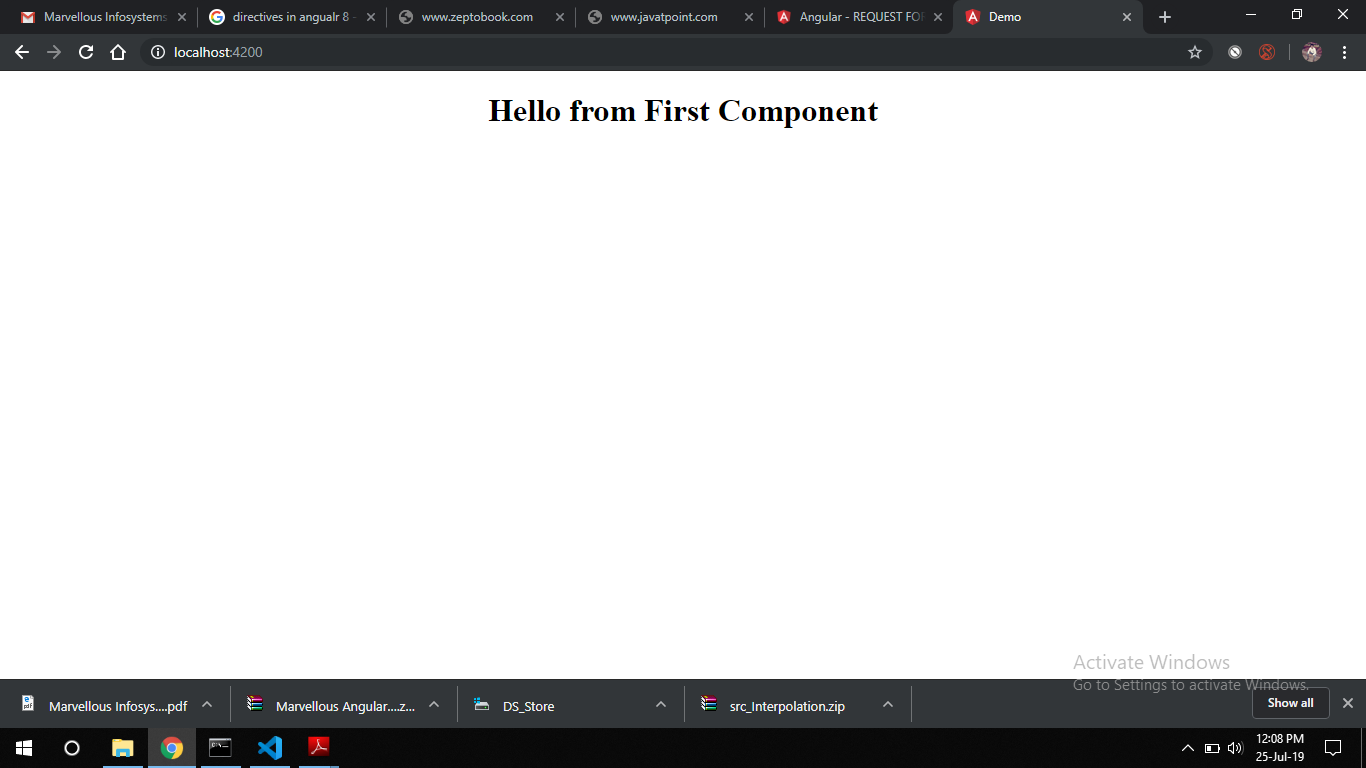 Marvellous Infosystems
directives in angualr 8 -
www.zeptobook.com
www.javatpoint.com
Angular - REQUEST FOR
Demo
localhost:4200
Hello from First Component
Activate Windows
Go to Settings to activate Windows.
Marvellous Infosys....pdf
Marvellous Angular....z...
DS_Store
src_Interpolation.zip
Show all
12:08 PM
25-Jul-19